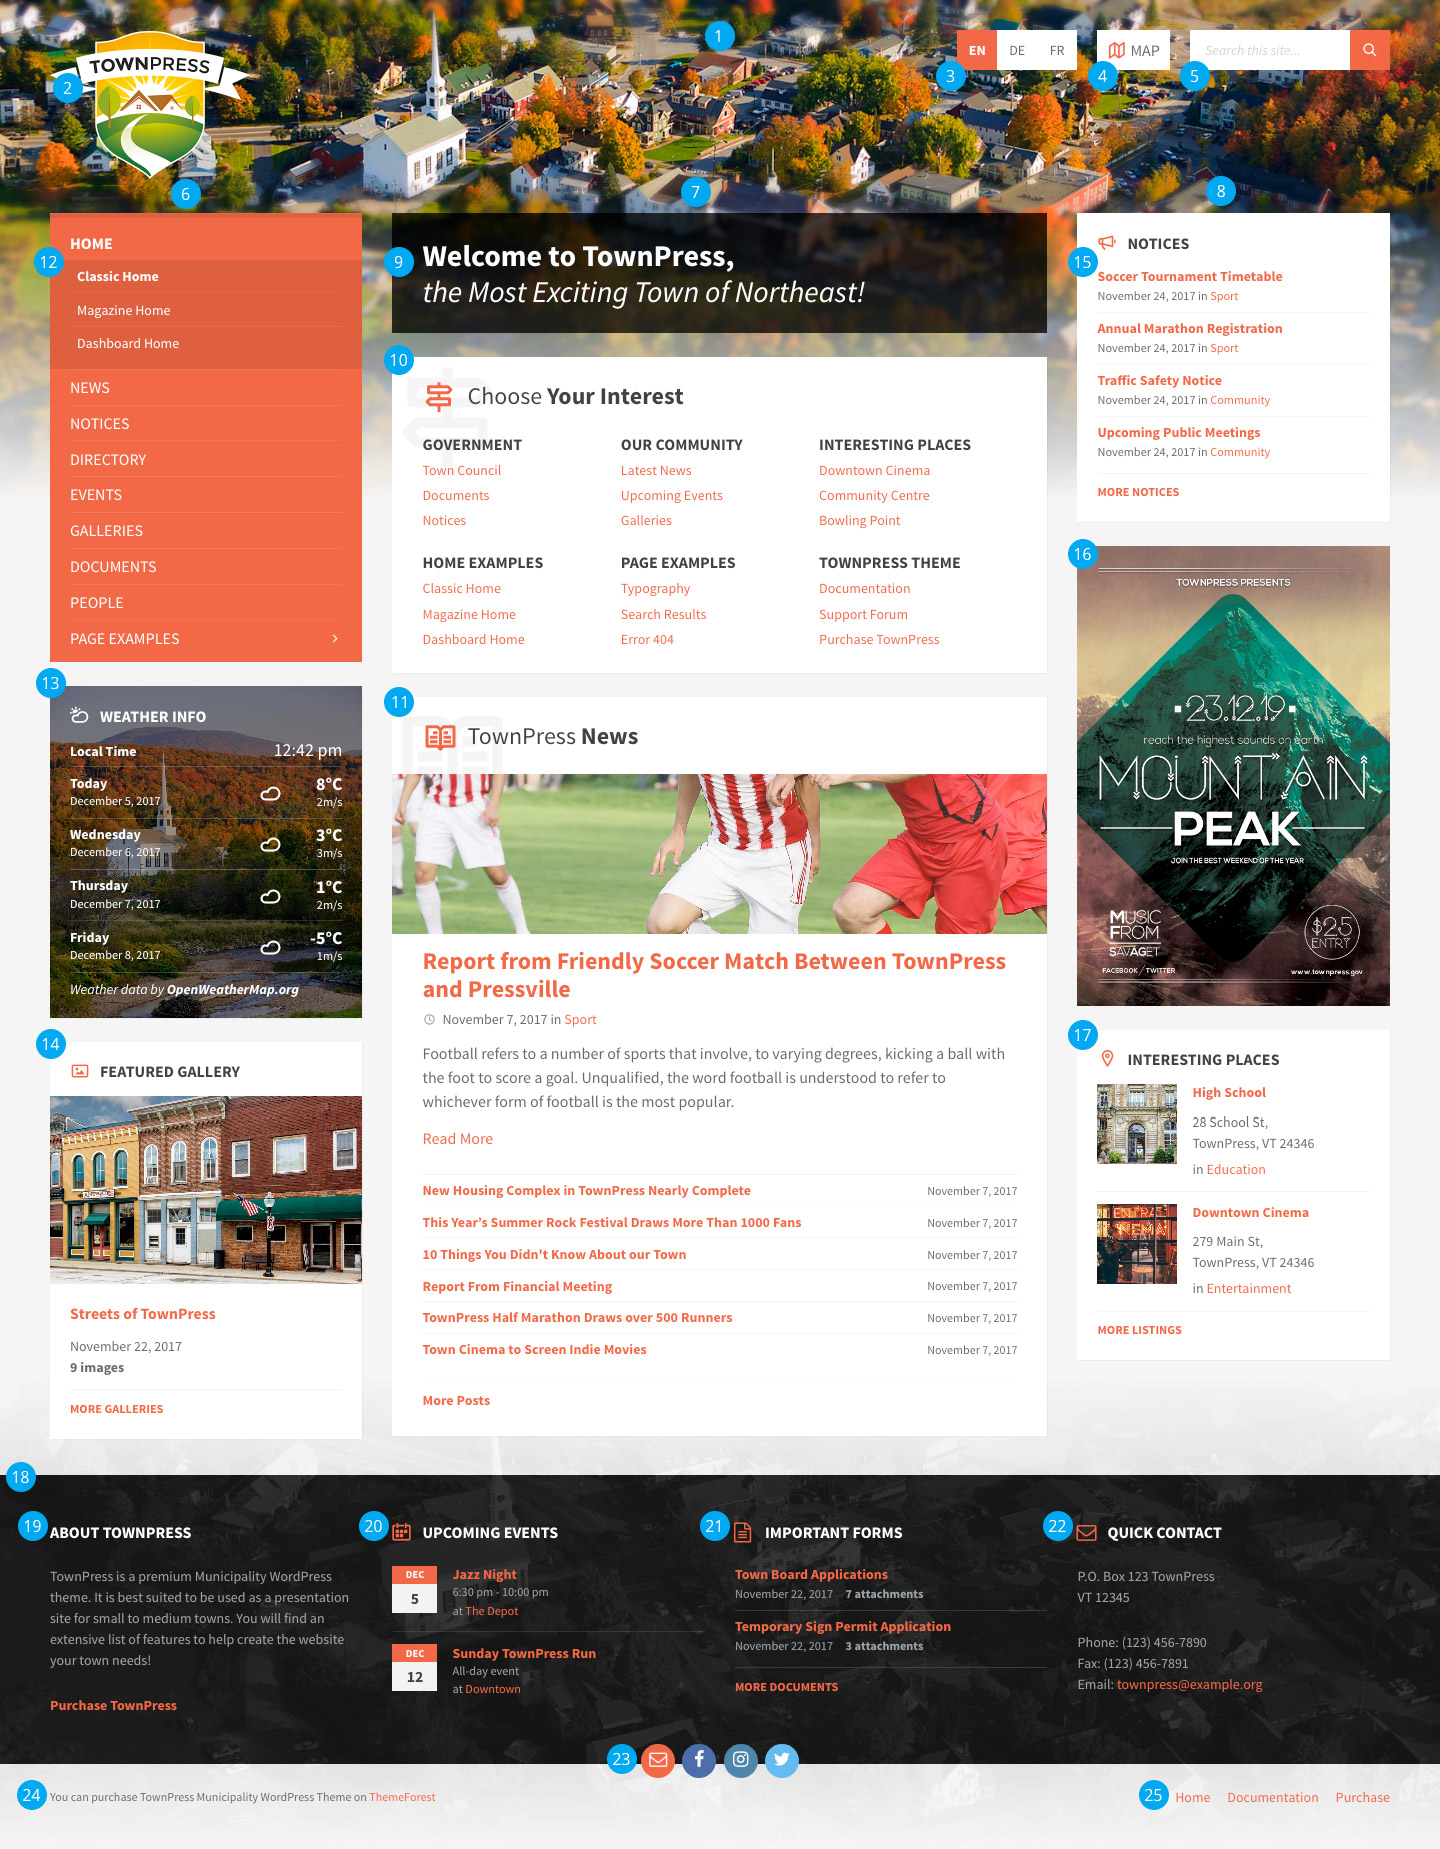 1
EN DE FR
MAP
Search this site...
2
TOWNPRESS
3
4
5
6
7
8
HOME
12
Classic Home
Magazine Home
Dashboard Home
NEWS
NOTICES
DIRECTORY
EVENTS
GALLERIES
DOCUMENTS
PEOPLE
PAGE EXAMPLES
13
WEATHER INFO
Local Time 12:42 pm
Today 8°C
December 5, 2017 2m/s
Wednesday 3°C
December 6, 2017 3m/s
Thursday 1°C
December 7, 2017 2m/s
Friday -5°C
December 8, 2017 1m/s
Weather data by OpenWeatherMap.org
14
FEATURED GALLERY
Streets of TownPress
November 22, 2017
9 images
MORE GALLERIES
9
Welcome to TownPress,
the Most Exciting Town of Northeast!
10
Choose Your Interest
GOVERNMENT
Town Council
Documents
Notices
OUR COMMUNITY
Latest News
Upcoming Events
Galleries
INTERESTING PLACES
Downtown Cinema
Community Centre
Bowling Point
HOME EXAMPLES
Classic Home
Magazine Home
Dashboard Home
PAGE EXAMPLES
Typography
Search Results
Error 404
TOWNPRESS THEME
Documentation
Support Forum
Purchase TownPress
11
TownPress News
Report from Friendly Soccer Match Between TownPress
and Pressville
November 7, 2017 in Sport
Football refers to a number of sports that involve, to varying degrees, kicking a ball with
the foot to score a goal. Unqualified, the word football is understood to refer to
whichever form of football is the most popular.
Read More
New Housing Complex in TownPress Nearly Complete November 7, 2017
This Year’s Summer Rock Festival Draws More Than 1000 Fans November 7, 2017
10 Things You Didn't Know About our Town November 7, 2017
Report From Financial Meeting November 7, 2017
TownPress Half Marathon Draws over 500 Runners November 7, 2017
Town Cinema to Screen Indie Movies November 7, 2017
More Posts
15
NOTICES
Soccer Tournament Timetable
November 24, 2017 in Sport
Annual Marathon Registration
November 24, 2017 in Sport
Traffic Safety Notice
November 24, 2017 in Community
Upcoming Public Meetings
November 24, 2017 in Community
MORE NOTICES
16
TOWNPRESS PRESENTS
23.12.19
reach the highest sounds on earth
MOUNTAIN
PEAK
JOIN THE BEST WEEKEND OF THE YEAR
MUSIC
FROM
SAVAGET
FACEBOOK / TWITTER
$25
ENTRY
www.townpress.gov
17
INTERESTING PLACES
High School
28 School St,
TownPress, VT 24346
in Education
CENTRAL
CINEMA
Downtown Cinema
279 Main St,
TownPress, VT 24346
in Entertainment
MORE LISTINGS
18
19
ABOUT TOWNPRESS
TownPress is a premium Municipality WordPress
theme. It is best suited to be used as a presentation
site for small to medium towns. You will find an
extensive list of features to help create the website
your town needs!
Purchase TownPress
20
UPCOMING EVENTS
DEC
5
Jazz Night
6:30 pm - 10:00 pm
at The Depot
DEC
12
Sunday TownPress Run
All-day event
at Downtown
21
IMPORTANT FORMS
Town Board Applications
November 22, 2017 7 attachments
Temporary Sign Permit Application
November 22, 2017 3 attachments
MORE DOCUMENTS
22
QUICK CONTACT
P.O. Box 123 TownPress
VT 12345
Phone: (123) 456-7890
Fax: (123) 456-7891
Email: townpress@example.org
23
24
You can purchase TownPress Municipality WordPress Theme on ThemeForest
25
Home Documentation Purchase